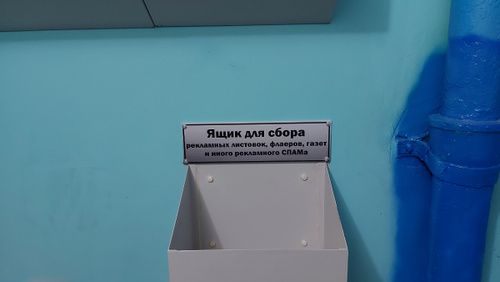 Ящик для сбора
рекламных листовок, флаеров, газет
и иного рекламного СПАМа